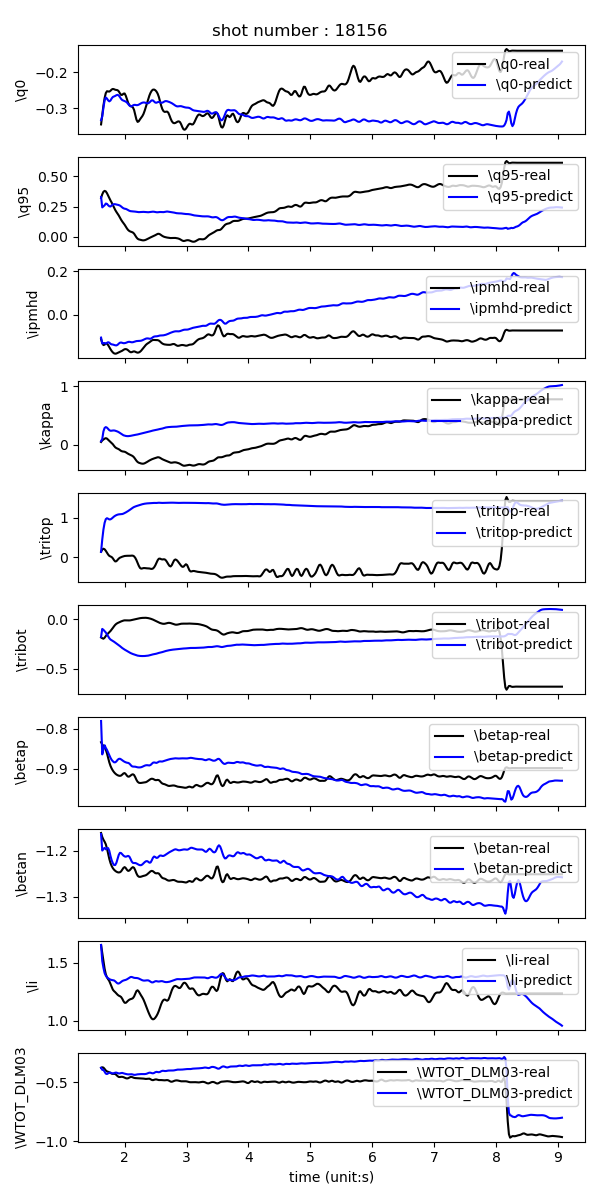 shot number : 18156
\q0
−0.2
−0.3
\q0-real
\q0-predict
\q95
0.50
0.25
0.00
\q95-real
\q95-predict
\ipmhd
0.2
0.0
\ipmhd-real
\ipmhd-predict
\kappa
1
0
\kappa-real
\kappa-predict
\tritop
1
0
\tritop-real
\tritop-predict
\tribot
0.0
−0.5
\tribot-real
\tribot-predict
\betap
−0.8
−0.9
\betap-real
\betap-predict
\betan
−1.2
−1.3
\betan-real
\betan-predict
\li
1.5
1.0
\li-real
\li-predict
\WTOT_DLM03
−0.5
−1.0
\WTOT_DLM03-real
\WTOT_DLM03-predict
2 3 4 5 6 7 8 9
time (unit:s)